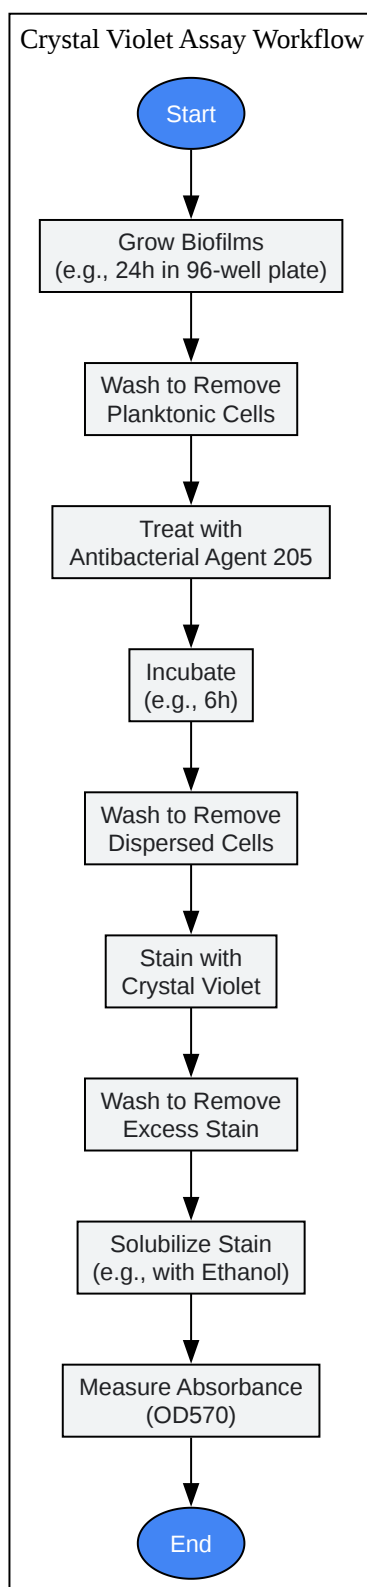 Crystal Violet Assay Workflow
Start
Grow Biofilms
(e.g., 24h in 96-well plate)
Wash to Remove
Planktonic Cells
Treat with
Antibacterial Agent 205
Incubate
(e.g., 6h)
Wash to Remove
Dispersed Cells
Stain with
Crystal Violet
Wash to Remove
Excess Stain
Solubilize Stain
(e.g., with Ethanol)
Measure Absorbance
(OD570)
End